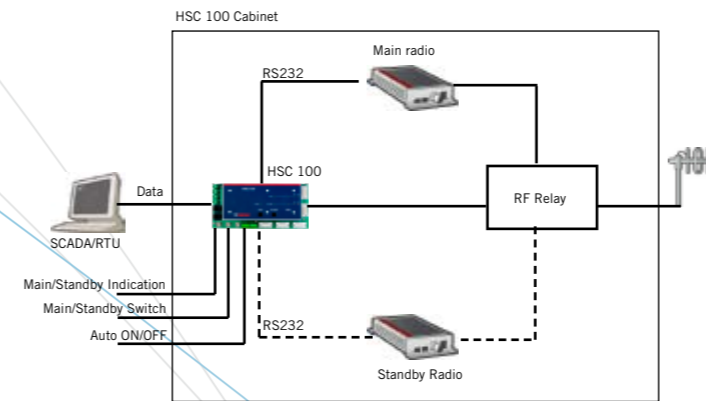 HSC 100 Cabinet
Main radio
RS232
HSC 100
Data
RF Relay
SCADA/RTU
Main/Standby Indication
Main/Standby Switch
RS232
Auto ON/OFF
Standby Radio